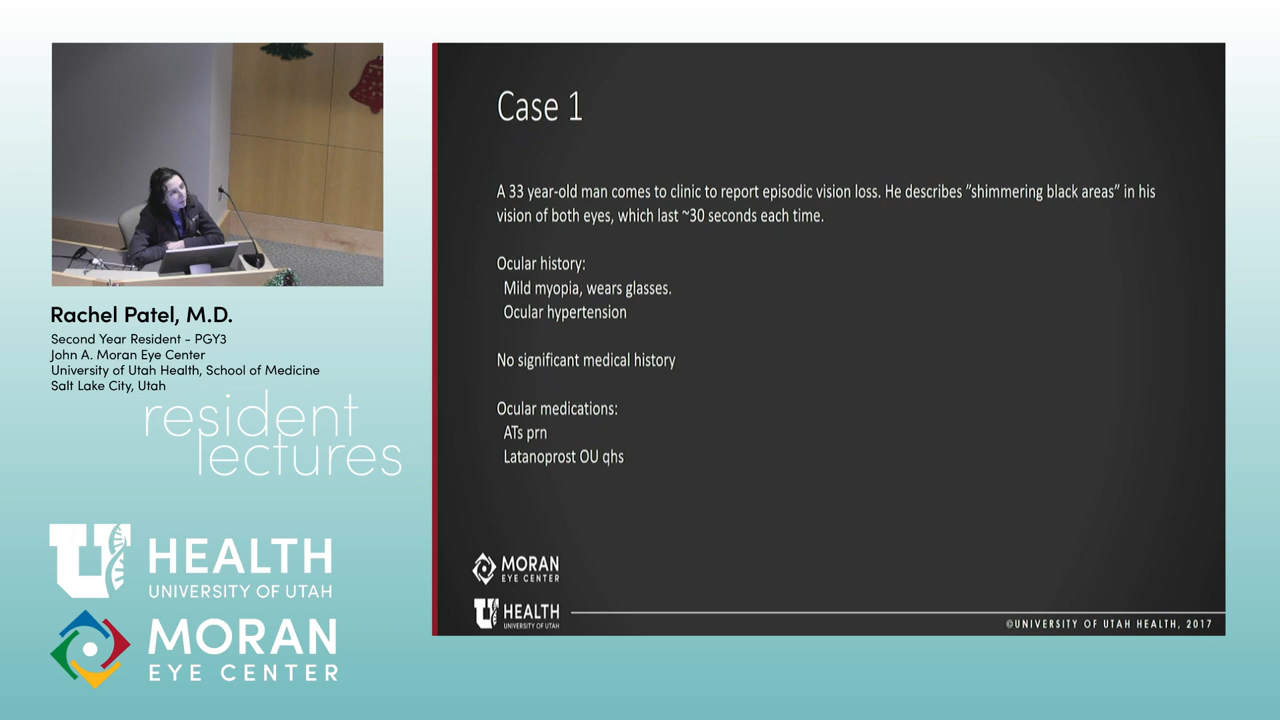 Rachel Patel, M.D.
Second Year Resident - PGY3
John A. Moran Eye Center
University of Utah Health, School of Medicine
Salt Lake City, Utah
resident
lectures
U HEALTH
UNIVERSITY OF UTAH
MORAN
EYE CENTER
Case 1
A 33 year-old man comes to clinic to report episodic vision loss. He describes ”shimmering black areas” in his
vision of both eyes, which last ~30 seconds each time.
Ocular history:
Mild myopia, wears glasses.
Ocular hypertension
No significant medical history
Ocular medications:
ATs prn
Latanoprost OU qhs
MORAN
EYE CENTER
U HEALTH
UNIVERSITY OF UTAH
©UNIVERSITY OF UTAH HEALTH, 2017